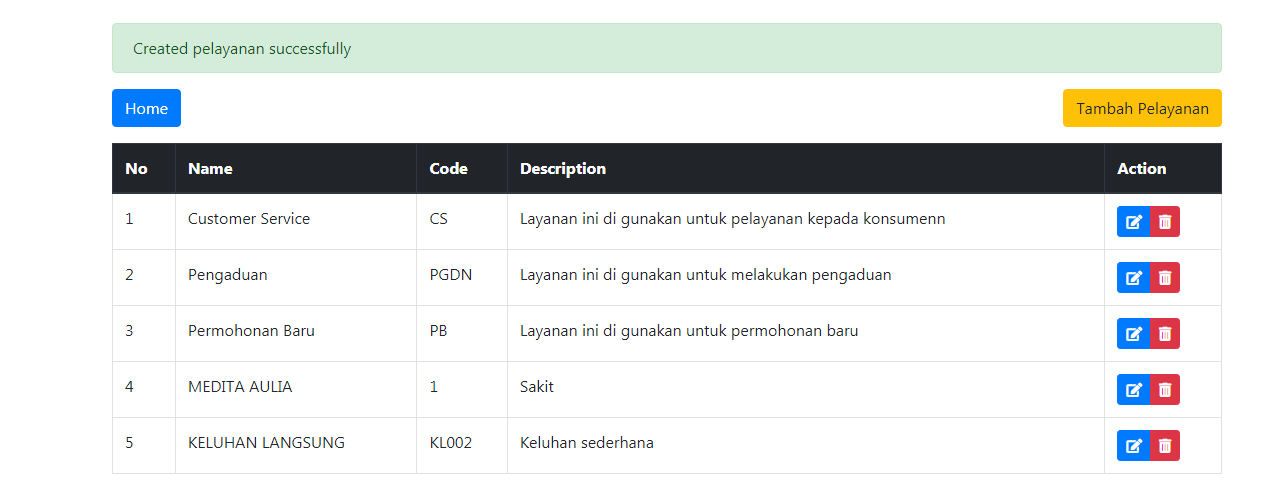 Created pelayanan successfully
Home Tambah Pelayanan
No Name Code Description Action
1 Customer Service CS Layanan ini di gunakan untuk pelayanan kepada konsumenn
2 Pengaduan PGDN Layanan ini di gunakan untuk melakukan pengaduan
3 Permohonan Baru PB Layanan ini di gunakan untuk permohonan baru
4 MEDITA AULIA 1 Sakit
5 KELUHAN LANGSUNG KL002 Keluhan sederhana